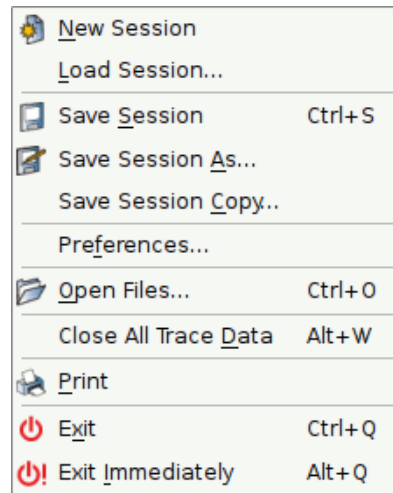 New Session
Load Session...
Save Session Ctrl+S
Save Session As...
Save Session Copy...
Preferences...
Open Files... Ctrl+O
Close All Trace Data Alt+W
Print
Exit Ctrl+Q
Exit Immediately Alt+Q